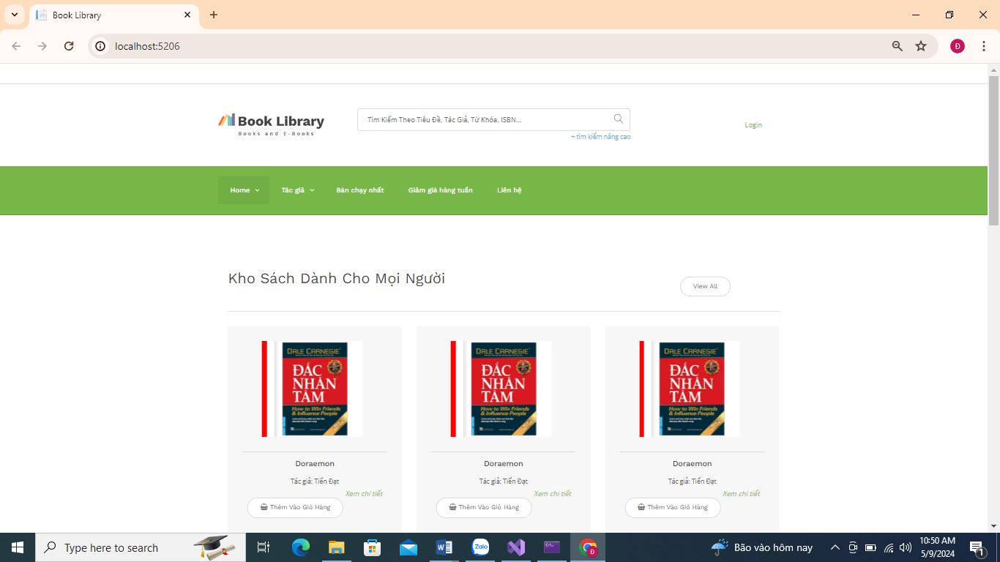 Book Library
localhost:5206
Đ
Book Library
Books and E-Books
Tìm Kiếm Theo Tiêu Đề, Tác Giả, Từ Khóa, ISBN...
+ tìm kiếm nâng cao
Login
Home
Tác giả
Bán chạy nhất
Giảm giá hàng tuần
Liên hệ
Kho Sách Dành Cho Mọi Người
View All
DALE CARNEGIE
ĐẮC
NHÂN
TÂM
How to Win Friends
& Influence People
Doraemon
Tác giả: Tiến Đạt
Xem chi tiết
Thêm Vào Giỏ Hàng
DALE CARNEGIE
ĐẮC
NHÂN
TÂM
How to Win Friends
& Influence People
Doraemon
Tác giả: Tiến Đạt
Xem chi tiết
Thêm Vào Giỏ Hàng
DALE CARNEGIE
ĐẮC
NHÂN
TÂM
How to Win Friends
& Influence People
Doraemon
Tác giả: Tiến Đạt
Xem chi tiết
Thêm Vào Giỏ Hàng
Type here to search
Zalo
Đ
Bão vào hôm nay
10:50 AM
5/9/2024
1